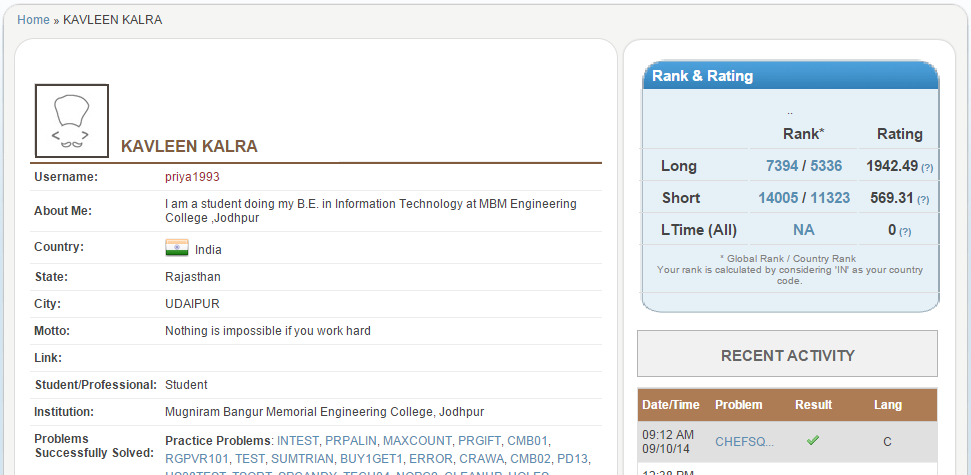 Home » KAVLEEN KALRA
KAVLEEN KALRA
Username: priya1993
About Me: I am a student doing my B.E. in Information Technology at MBM Engineering
College ,Jodhpur
Country: India
State: Rajasthan
City: UDAIPUR
Motto: Nothing is impossible if you work hard
Link:
Student/Professional: Student
Institution: Mugniram Bangur Memorial Engineering College, Jodhpur
Problems
Successfully Solved:
Practice Problems: INTEST, PRPALIN, MAXCOUNT, PRGIFT, CMB01,
RGPVR101, TEST, SUMTRIAN, BUY1GET1, ERROR, CRAWA, CMB02, PD13,
Rank & Rating
..
Rank* Rating
Long 7394 / 5336 1942.49 (?)
Short 14005 / 11323 569.31 (?)
LTime (All) NA 0 (?)
* Global Rank / Country Rank
Your rank is calculated by considering 'IN' as your country
code.
RECENT ACTIVITY
Date/Time Problem Result Lang
09:12 AM
09/10/14
CHEFSQ... C